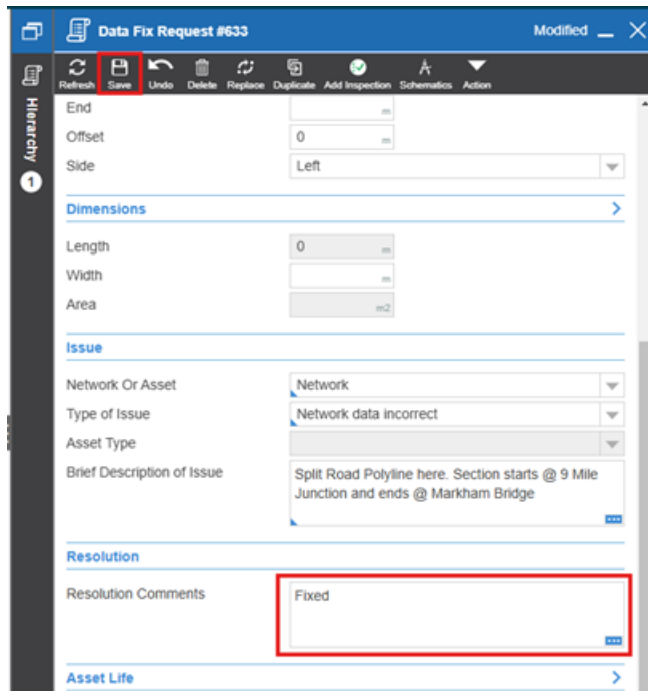 Data Fix Request #633 Modified
Refresh Save Undo Delete Replace Duplicate Add Inspection Schematics Action
Hierarchy
1
End m
Offset 0 m
Side Left
Dimensions
Length 0 m
Width m
Area m2
Issue
Network Or Asset Network
Type of Issue Network data incorrect
Asset Type
Brief Description of Issue Split Road Polyline here. Section starts @ 9 Mile
Junction and ends @ Markham Bridge
Resolution
Resolution Comments Fixed
Asset Life